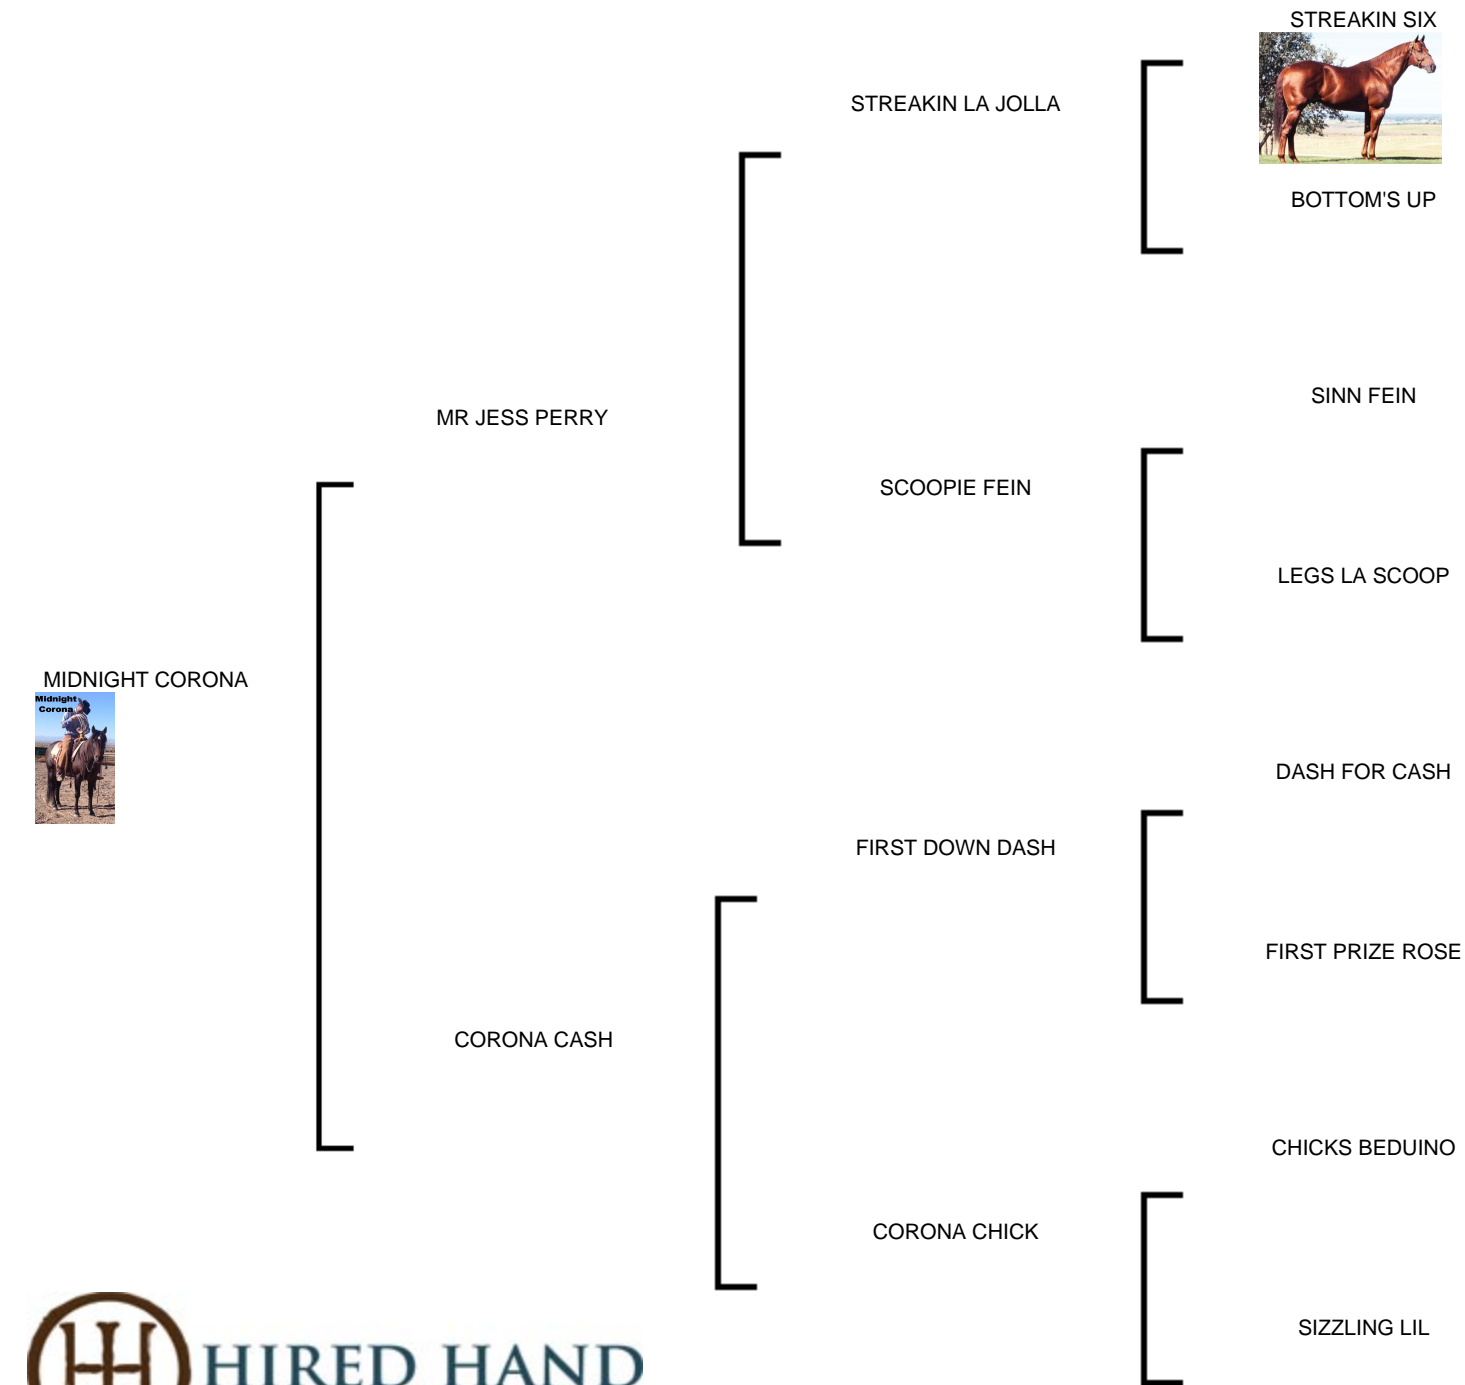 STREAKIN SIX
STREAKIN LA JOLLA
BOTTOM'S UP
SINN FEIN
MR JESS PERRY
SCOOPIE FEIN
LEGS LA SCOOP
MIDNIGHT CORONA
Midnight
Corona
DASH FOR CASH
FIRST DOWN DASH
FIRST PRIZE ROSE
CORONA CASH
CHICKS BEDUINO
CORONA CHICK
SIZZLING LIL
HIRED HAND